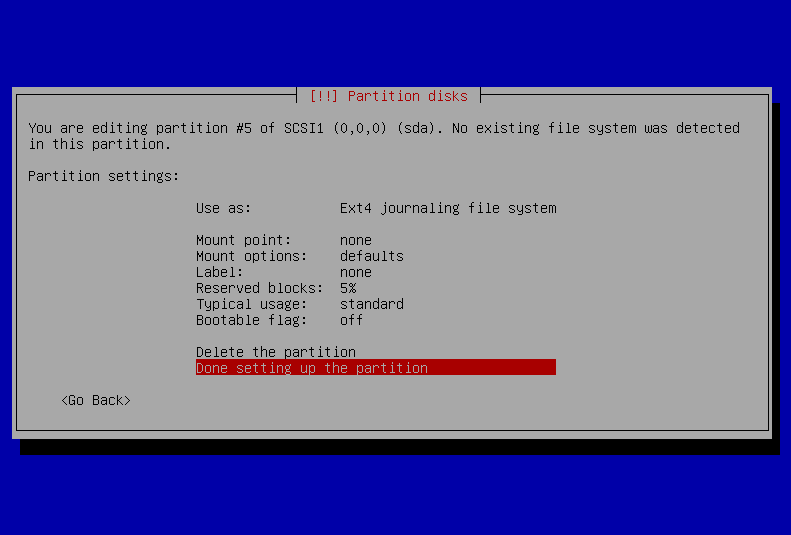 [!!] Partition disks
You are editing partition #5 of SCSI1 (0,0,0) (sda). No existing file system was detected
in this partition.
Partition settings:
Use as: Ext4 journaling file system
Mount point: none
Mount options: defaults
Label: none
Reserved blocks: 5%
Typical usage: standard
Bootable flag: off
Delete the partition
Done setting up the partition
<Go Back>